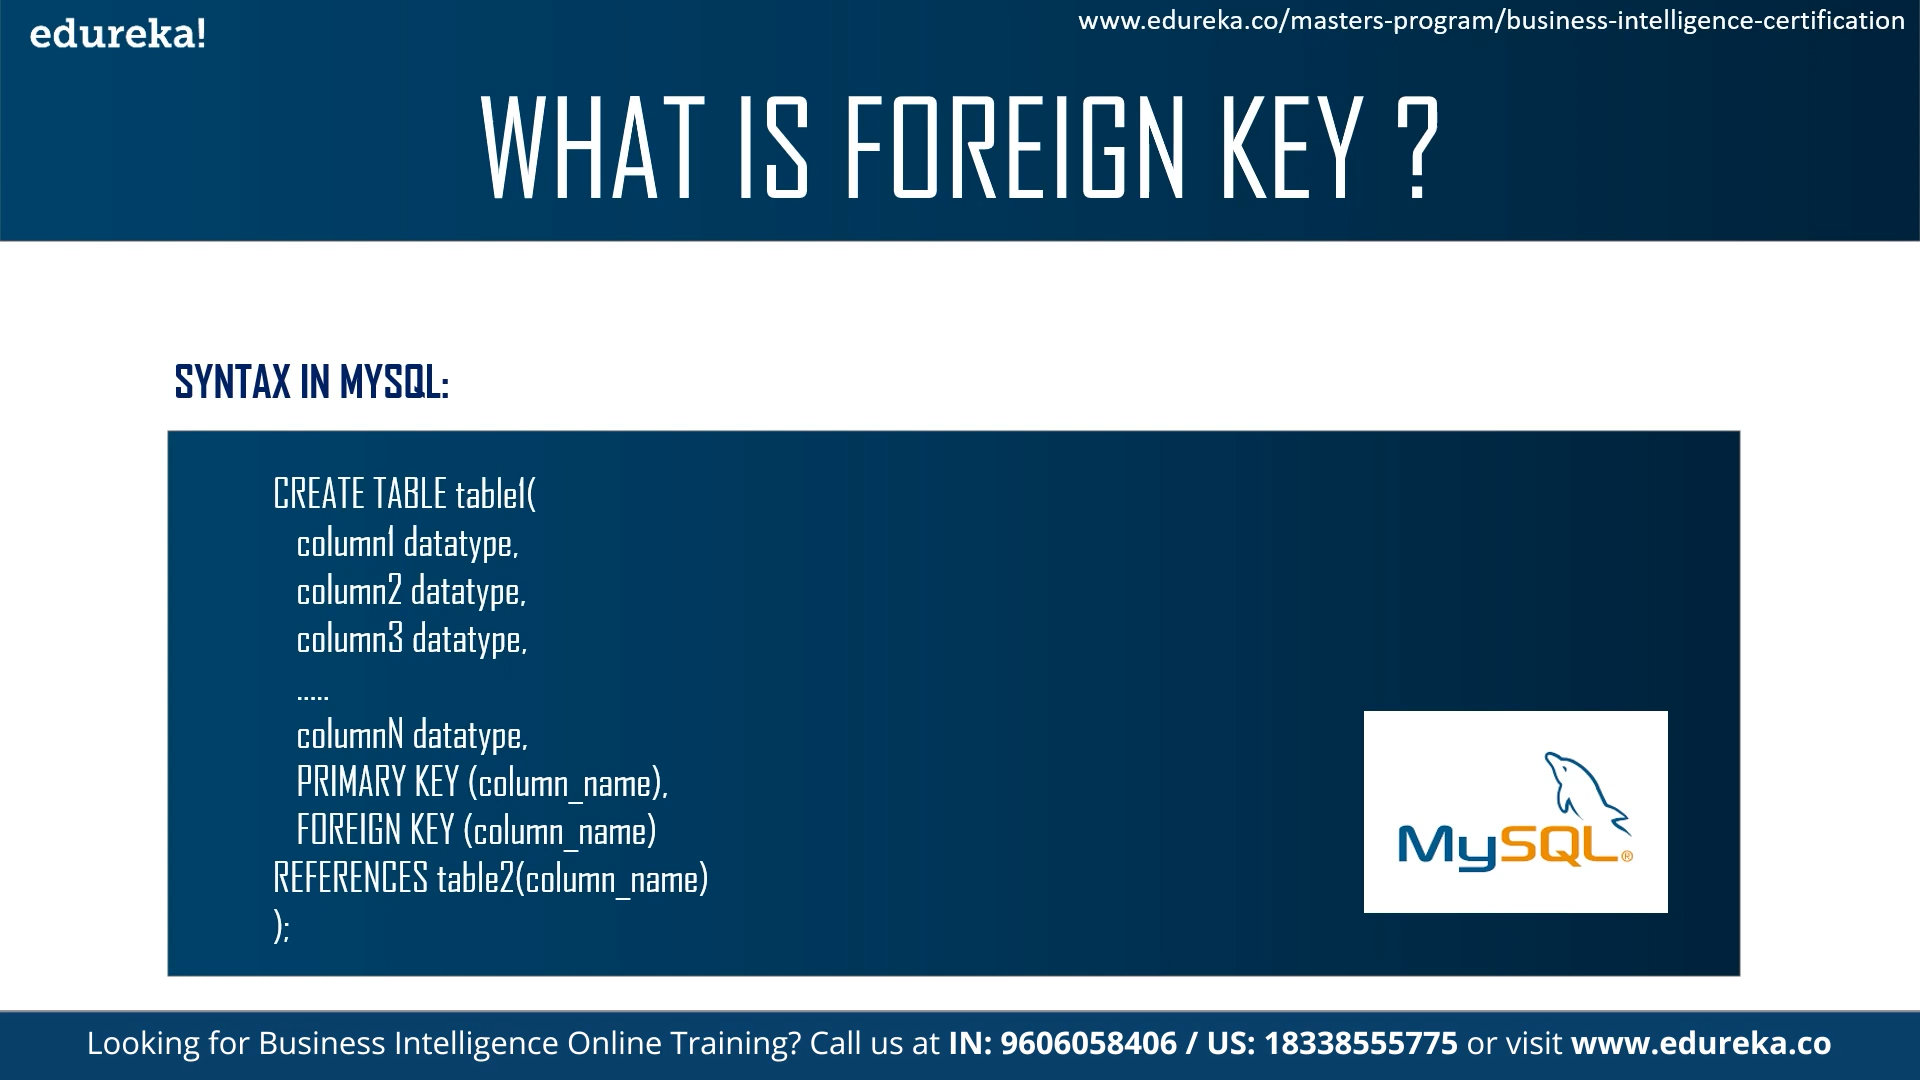 edureka!
www.edureka.co/masters-program/business-intelligence-certification
WHAT IS FOREIGN KEY ?
SYNTAX IN MYSQL:
CREATE TABLE table1(
column1 datatype,
column2 datatype,
column3 datatype,
.....
columnN datatype,
PRIMARY KEY (column_name),
FOREIGN KEY (column_name)
REFERENCES table2(column_name)
);
MySQL®
Looking for Business Intelligence Online Training? Call us at IN: 9606058406 / US: 18338555775 or visit www.edureka.co